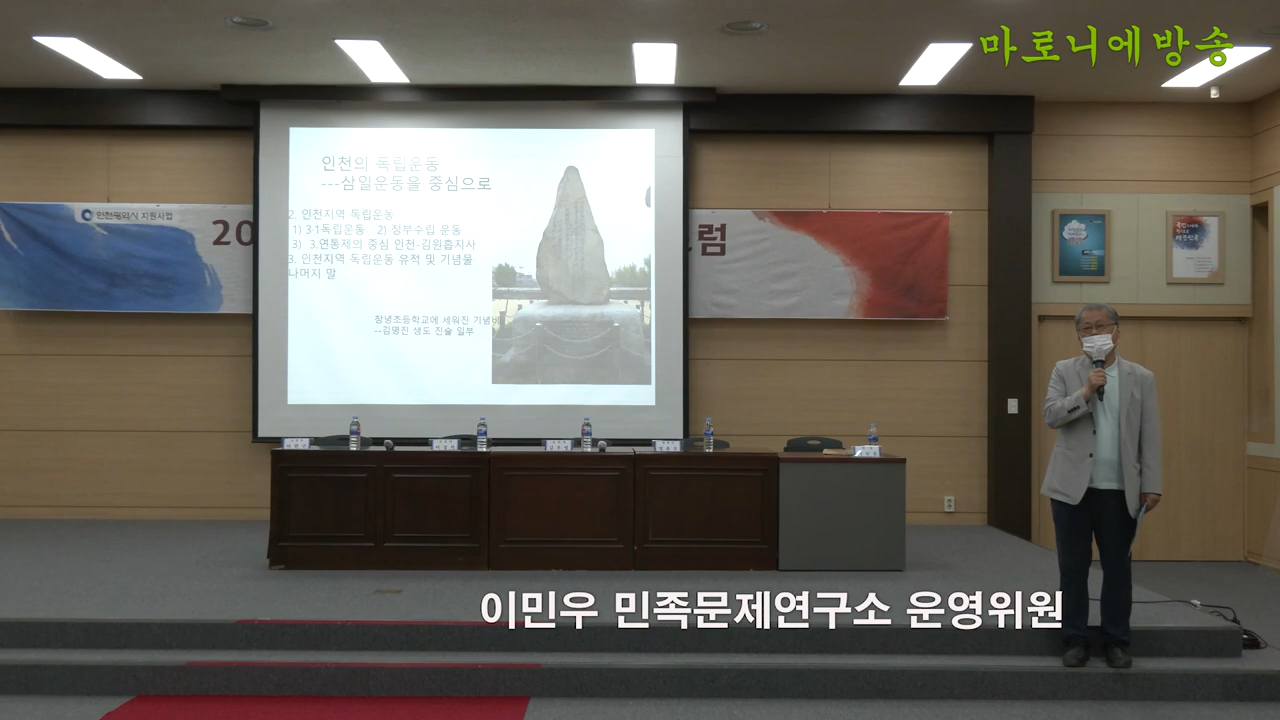 마로니에방송
인천의 독립운동
---삼일운동을 중심으로
2. 인천지역 독립운동
1) 3·1독립운동 2) 정부수립 운동
3) 3.연통제의 중심 인천-김원흡지사
3. 인천지역 독립운동 유적 및 기념물
나머지 말
창녕초등학교에 세워진 기념비
--김명진 생도 진술 일부
인천광역시 지원사업
20
럼
이민우 민족문제연구소 운영위원